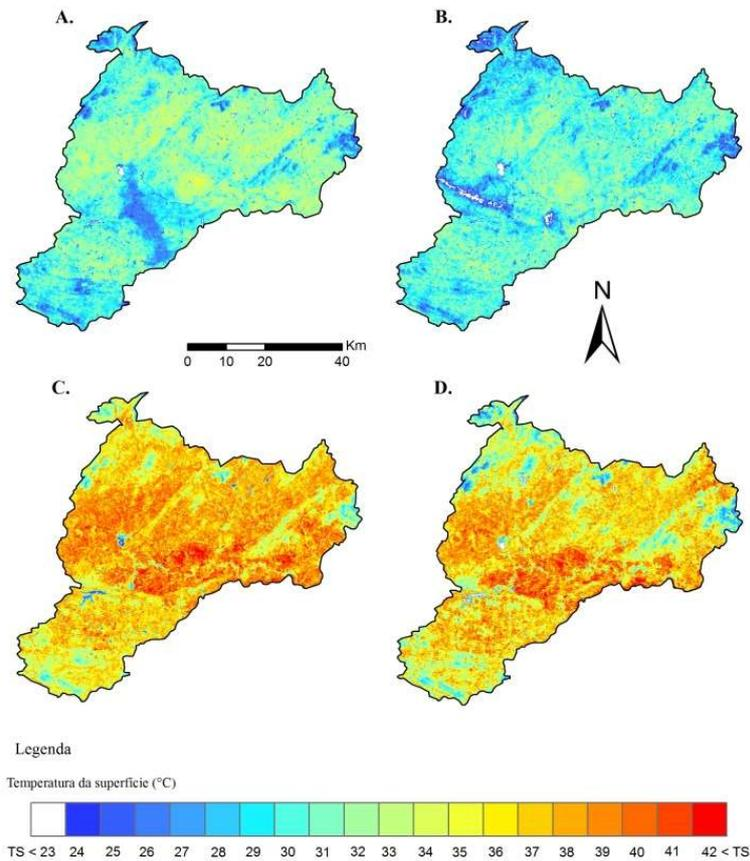 A. B.
N
Km
0 10 20 40
C. D.
Legenda
Temperatura da superfície (°C)
TS < 23 24 25 26 27 28 29 30 31 32 33 34 35 36 37 38 39 40 41 42 < TS